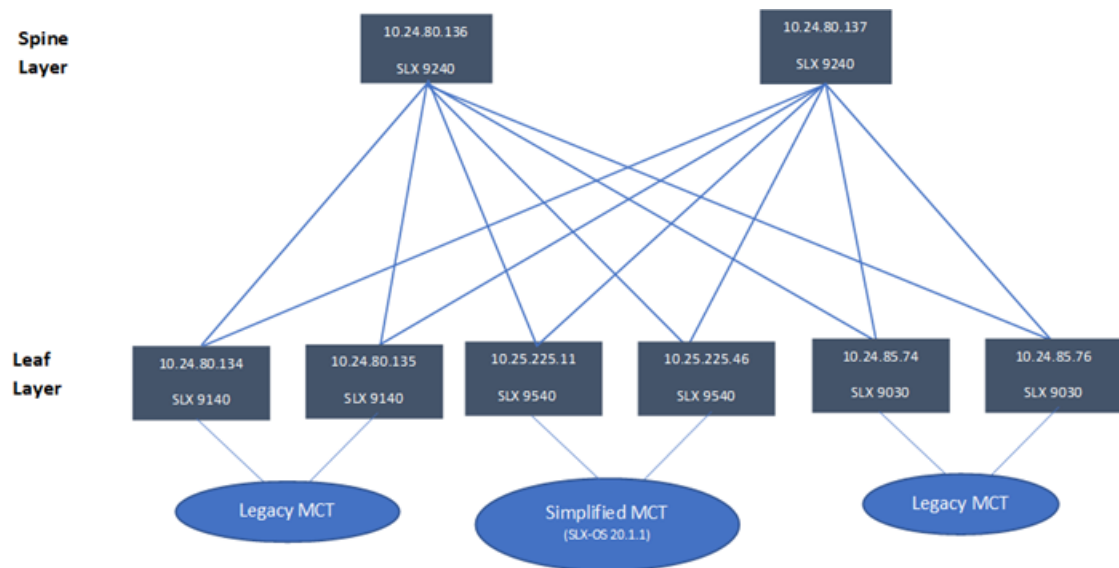 Spine
Layer
10.24.80.136
SLX 9240
10.24.80.137
SLX 9240
Leaf
Layer
10.24.80.134
SLX 9140
10.24.80.135
SLX 9140
10.25.225.11
SLX 9540
10.25.225.46
SLX 9540
10.24.85.74
SLX 9030
10.24.85.76
SLX 9030
Legacy MCT
Simplified MCT
(SLX-OS 20.1.1)
Legacy MCT